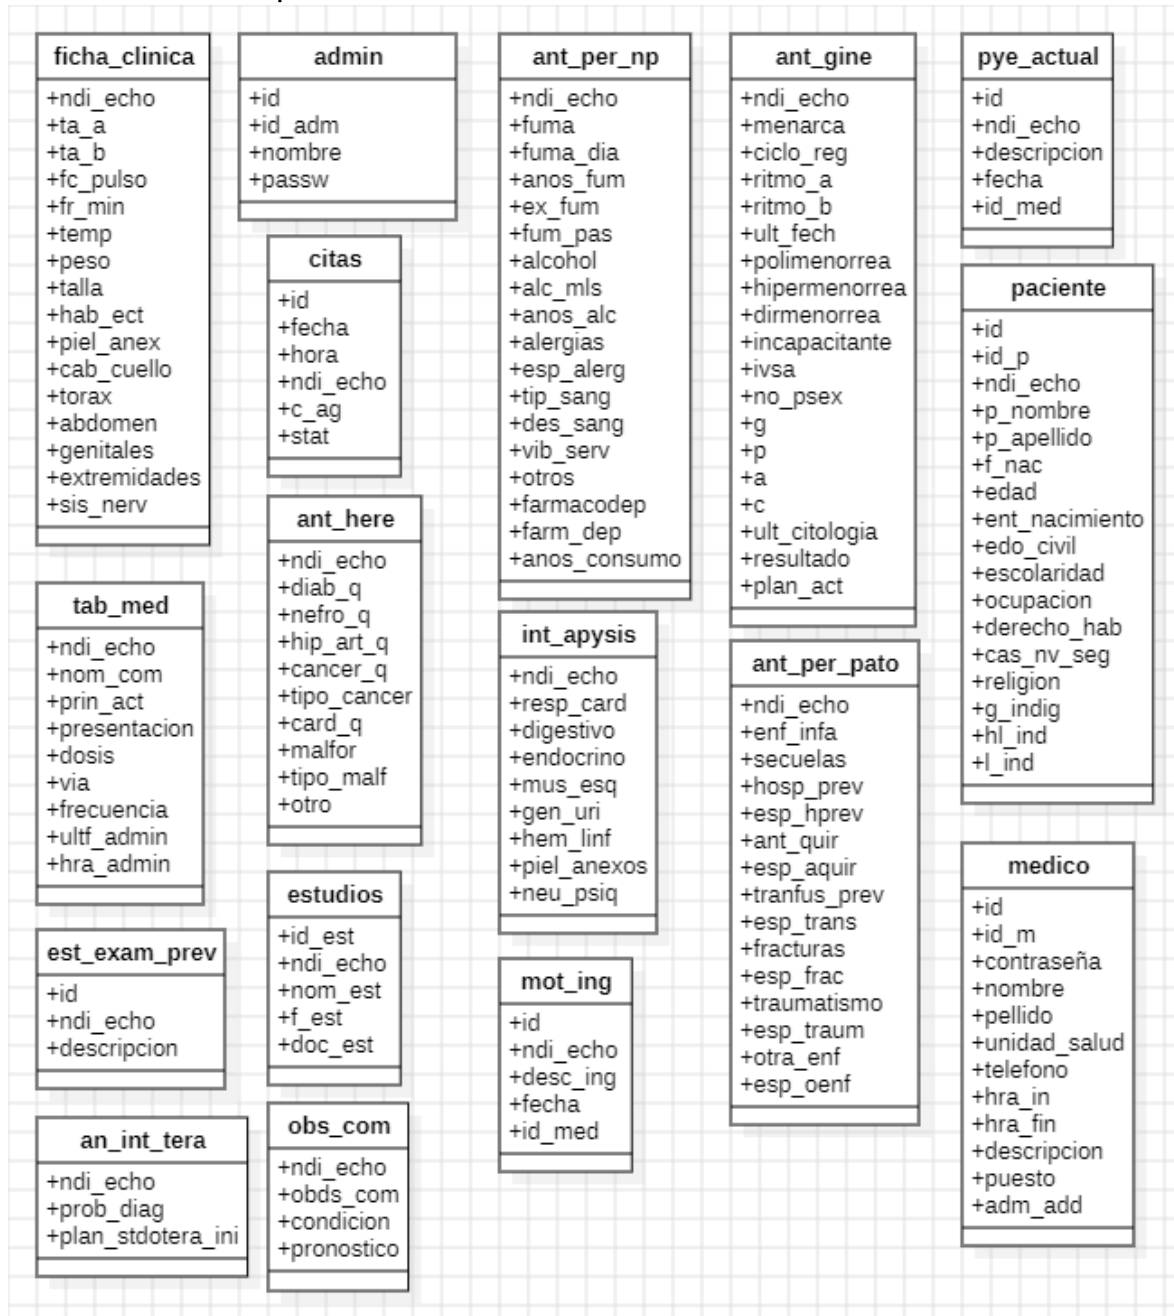 ficha_clinica
+ndi_echo
+ta_a
+ta_b
+fc_pulso
+fr_min
+temp
+peso
+talla
+hab_ect
+piel_anex
+cab_cuello
+torax
+abdomen
+genitales
+extremidades
+sis_nerv
tab_med
+ndi_echo
+nom_com
+prin_act
+presentacion
+dosis
+via
+frecuencia
+ultf_admin
+hra_admin
est_exam_prev
+id
+ndi_echo
+descripcion
an_int_tera
+ndi_echo
+prob_diag
+plan_stdotera_ini
admin
+id
+id_adm
+nombre
+passw
citas
+id
+fecha
+hora
+ndi_echo
+c_ag
+stat
ant_here
+ndi_echo
+diab_q
+nefro_q
+hip_art_q
+cancer_q
+tipo_cancer
+card_q
+malfor
+tipo_malf
+otro
estudios
+id_est
+ndi_echo
+nom_est
+f_est
+doc_est
obs_com
+ndi_echo
+obds_com
+condicion
+pronostico
ant_per_np
+ndi_echo
+fuma
+fuma_dia
+anos_fum
+ex_fum
+fum_pas
+alcohol
+alc_mls
+anos_alc
+alergias
+esp_alerg
+tip_sang
+des_sang
+vib_serv
+otros
+farmacodep
+farm_dep
+anos_consumo
int_apysis
+ndi_echo
+resp_card
+digestivo
+endocrino
+mus_esq
+gen_uri
+hem_linf
+piel_anexos
+neu_psiq
mot_ing
+id
+ndi_echo
+desc_ing
+fecha
+id_med
ant_gine
+ndi_echo
+menarca
+ciclo_reg
+ritmo_a
+ritmo_b
+ult_fech
+polimenorrea
+hipermenorrea
+dirmenorrea
+incapacitante
+ivsa
+no_psex
+g
+p
+a
+c
+ult_citologia
+resultado
+plan_act
ant_per_pato
+ndi_echo
+enf_infa
+secuelas
+hosp_prev
+esp_hprev
+ant_quir
+esp_aquir
+tranfus_prev
+esp_trans
+fracturas
+esp_frac
+traumatismo
+esp_traum
+otra_enf
+esp_oenf
pye_actual
+id
+ndi_echo
+descripcion
+fecha
+id_med
paciente
+id
+id_p
+ndi_echo
+p_nombre
+p_apellido
+f_nac
+edad
+ent_nacimiento
+edo_civil
+escolaridad
+ocupacion
+derecho_hab
+cas_nv_seg
+religion
+g_indig
+hl_ind
+l_ind
medico
+id
+id_m
+contraseña
+nombre
+pellido
+unidad_salud
+telefono
+hra_in
+hra_fin
+descripcion
+puesto
+adm_add